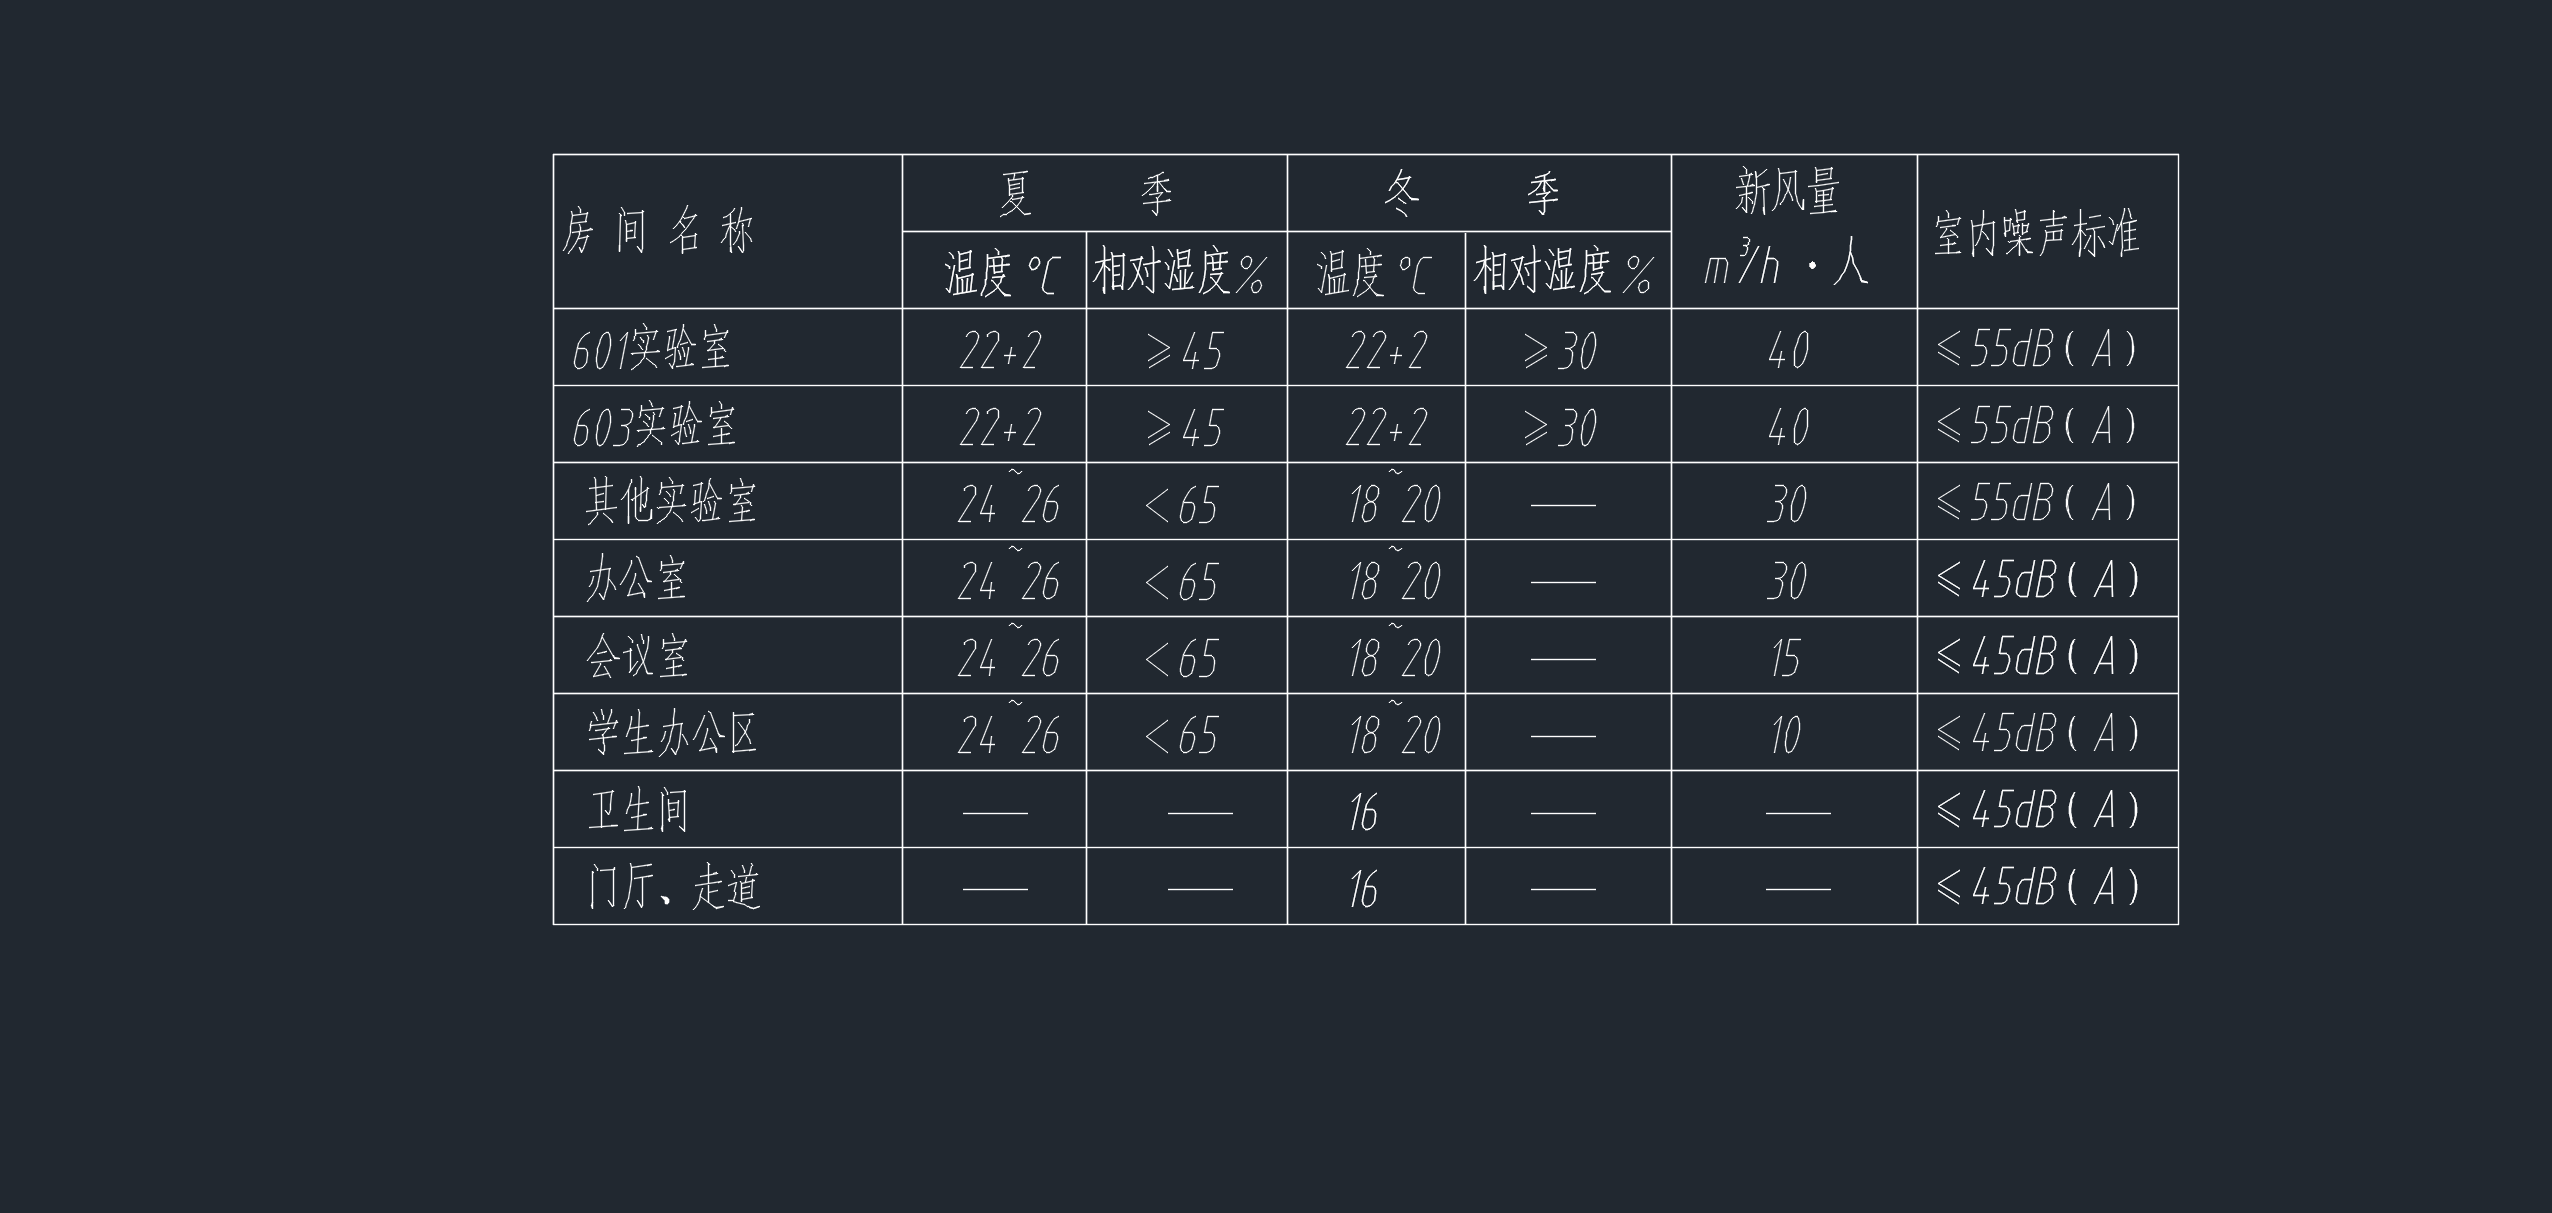 房间名称 夏季 冬季 新风量 m³/h·人 室内噪声标准
温度℃ 相对湿度% 温度℃ 相对湿度%
601实验室 22+2 ≥45 22+2 ≥30 40 ≤55dB(A)
603实验室 22+2 ≥45 22+2 ≥30 40 ≤55dB(A)
其他实验室 24~26 <65 18~20 — 30 ≤55dB(A)
办公室 24~26 <65 18~20 — 30 ≤45dB(A)
会议室 24~26 <65 18~20 — 15 ≤45dB(A)
学生办公区 24~26 <65 18~20 — 10 ≤45dB(A)
卫生间 — — 16 — — ≤45dB(A)
门厅、走道 — — 16 — — ≤45dB(A)